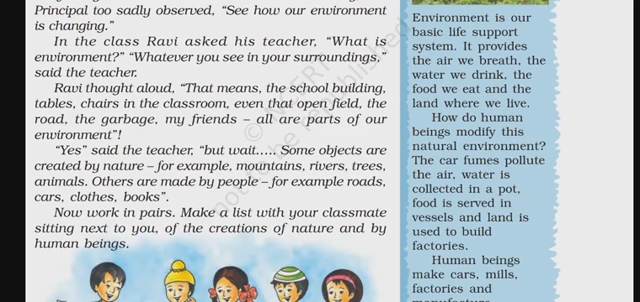 Principal too sadly observed, “See how our environment
is changing.”
In the class Ravi asked his teacher, “What is
environment?” “Whatever you see in your surroundings,”
said the teacher.
Ravi thought aloud, “That means, the school building,
tables, chairs in the classroom, even that open field, the
road, the garbage, my friends – all are parts of our
environment”!
“Yes” said the teacher, “but wait….. Some objects are
created by nature – for example, mountains, rivers, trees,
animals. Others are made by people – for example roads,
cars, clothes, books”.
Now work in pairs. Make a list with your classmate
sitting next to you, of the creations of nature and by
human beings.
Environment is our
basic life support
system. It provides
the air we breath, the
water we drink, the
food we eat and the
land where we live.
How do human
beings modify this
natural environment?
The car fumes pollute
the air, water is
collected in a pot,
food is served in
vessels and land is
used to build
factories.
Human beings
make cars, mills,
factories and
manufacture
© NCERT
not to be republished